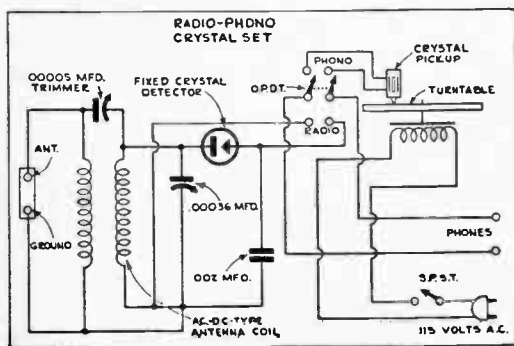 RADIO-PHONO
CRYSTAL SET
.00005 MFD.
TRIMMER
FIXED CRYSTAL
DETECTOR
PHONO
D.P.D.T.
RADIO
CRYSTAL
PICKUP
TURNTABLE
ANT.
GROUND
.00036 MFD.
.002 MFD.
AC-DC-TYPE
ANTENNA COIL
PHONES
S.P.S.T.
115 VOLTS A.C.